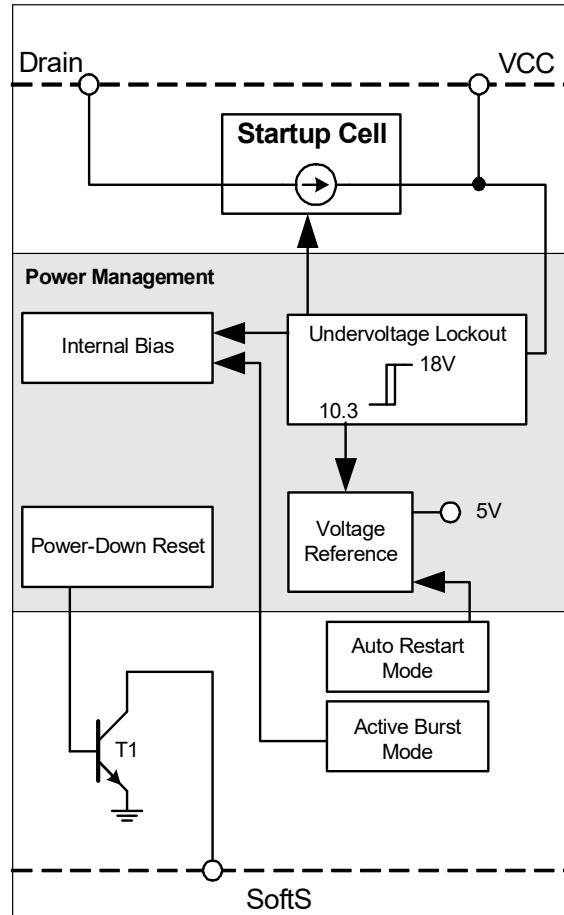 Drain
VCC
Startup Cell
Power Management
Internal Bias
Undervoltage Lockout
18V
10.3
Power-Down Reset
Voltage
Reference
5V
Auto Restart
Mode
Active Burst
Mode
T1
SoftS